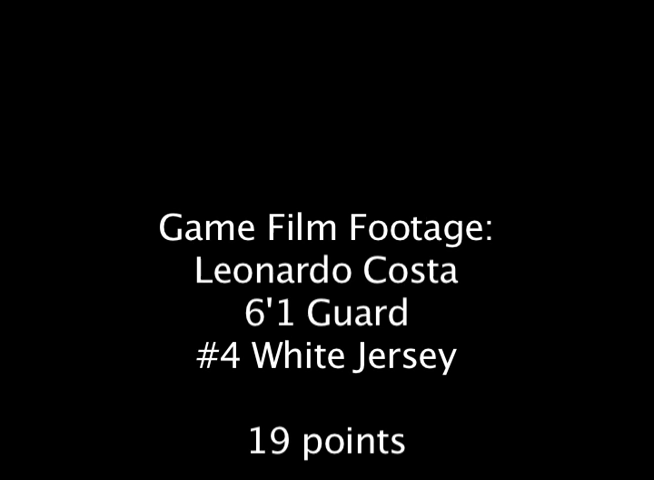 Game Film Footage:
Leonardo Costa
6'1 Guard
#4 White Jersey
19 points